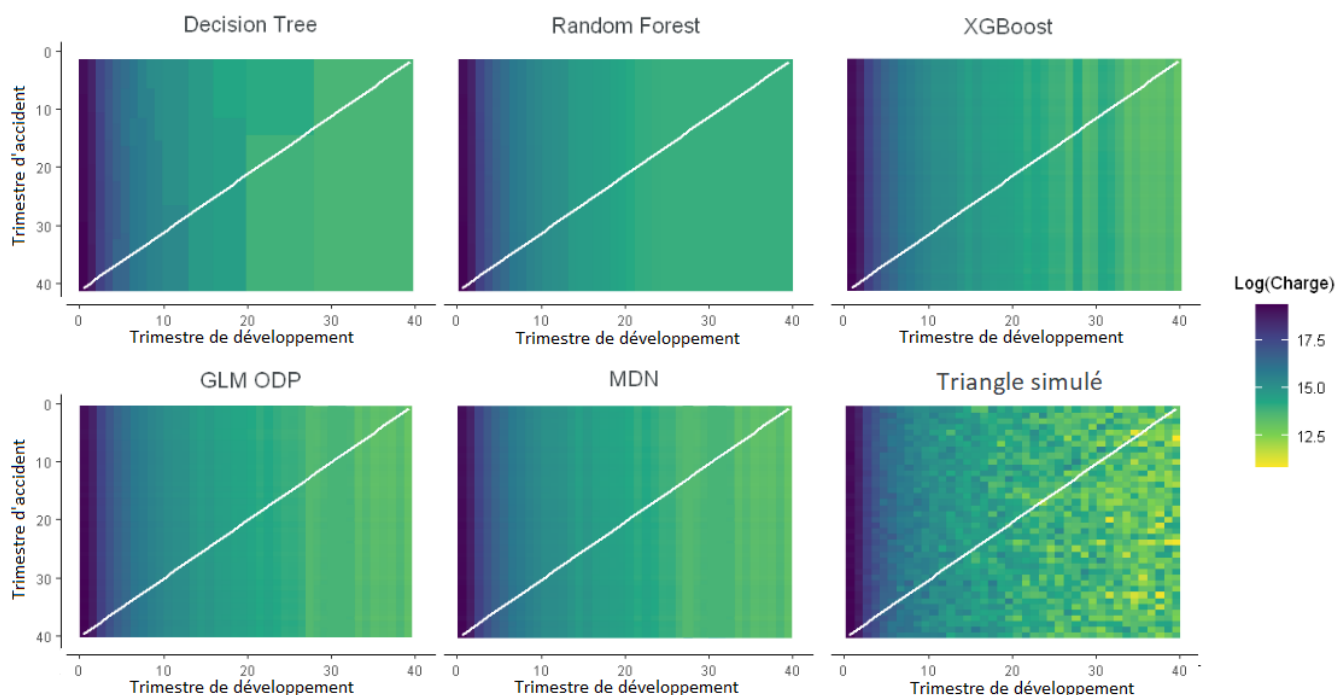 Decision Tree
Random Forest
XGBoost
Trimestre d'accident
0
10
20
30
40
0 10 20 30 40
0 10 20 30 40
0 10 20 30 40
Trimestre de développement
Trimestre de développement
Trimestre de développement
Log(Charge)
17.5
15.0
12.5
GLM ODP
MDN
Triangle simulé
Trimestre d'accident
0
10
20
30
40
0 10 20 30 40
0 10 20 30 40
0 10 20 30 40
Trimestre de développement
Trimestre de développement
Trimestre de développement